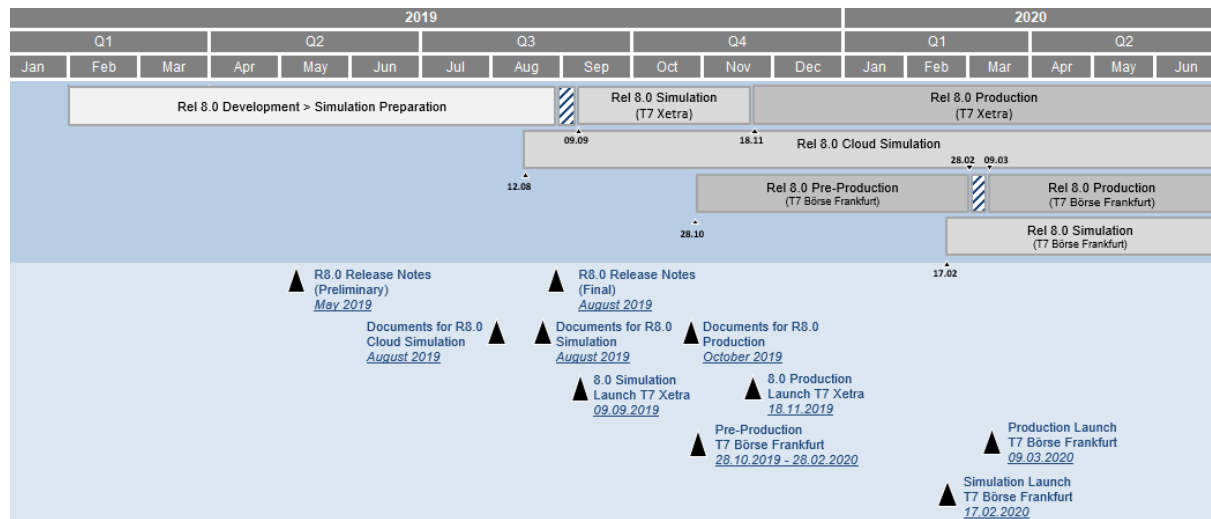 2019
2020
Q1
Q2
Q3
Q4
Q1
Q2
Jan
Feb
Mar
Apr
May
Jun
Jul
Aug
Sep
Oct
Nov
Dec
Jan
Feb
Mar
Apr
May
Jun
Rel 8.0 Development > Simulation Preparation
Rel 8.0 Simulation
(T7 Xetra)
Rel 8.0 Production
(T7 Xetra)
09.09
18.11
Rel 8.0 Cloud Simulation
12.08
28.02
09.03
Rel 8.0 Pre-Production
(T7 Börse Frankfurt)
Rel 8.0 Production
(T7 Börse Frankfurt)
28.10
Rel 8.0 Simulation
(T7 Börse Frankfurt)
17.02
R8.0 Release Notes
(Preliminary)
May 2019
R8.0 Release Notes
(Final)
August 2019
Documents for R8.0
Cloud Simulation
August 2019
Documents for R8.0
Simulation
August 2019
Documents for R8.0
Production
October 2019
8.0 Simulation
Launch T7 Xetra
09.09.2019
8.0 Production
Launch T7 Xetra
18.11.2019
Pre-Production
T7 Börse Frankfurt
28.10.2019 - 28.02.2020
Production Launch
T7 Börse Frankfurt
09.03.2020
Simulation Launch
T7 Börse Frankfurt
17.02.2020